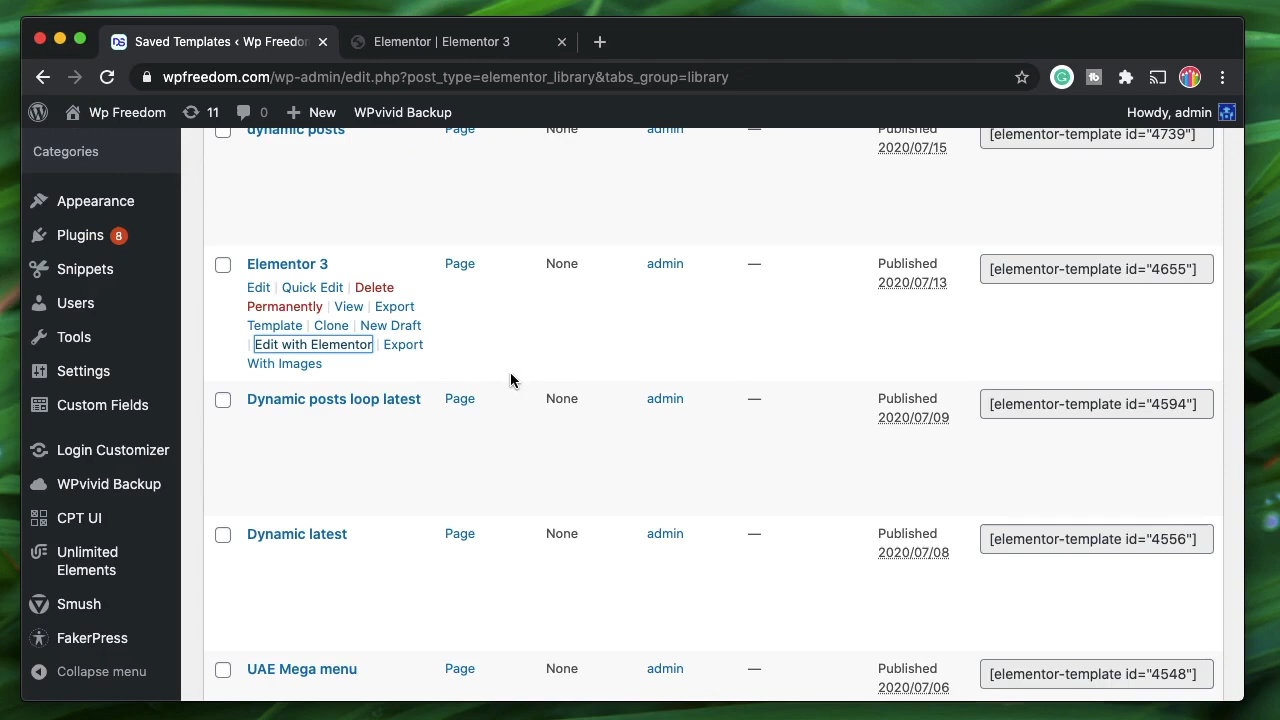 Saved Templates ‹ Wp Freedo
Elementor | Elementor 3
wpfreedom.com/wp-admin/edit.php?post_type=elementor_library&tabs_group=library
Wp Freedom 11 0 New WPvivid Backup Howdy, admin
Categories
Appearance
Plugins 8
Snippets
Users
Tools
Settings
Custom Fields
Login Customizer
WPvivid Backup
CPT UI
Unlimited
Elements
Smush
FakerPress
Collapse menu
dynamic posts Page None admin — Published [elementor-template id="4739"]
2020/07/15
Elementor 3 Page None admin — Published [elementor-template id="4655"]
2020/07/13
Edit | Quick Edit | Delete
Permanently | View | Export
Template | Clone | New Draft
| Edit with Elementor | Export
With Images
Dynamic posts loop latest Page None admin — Published [elementor-template id="4594"]
2020/07/09
Dynamic latest Page None admin — Published [elementor-template id="4556"]
2020/07/08
UAE Mega menu Page None admin — Published [elementor-template id="4548"]
2020/07/06